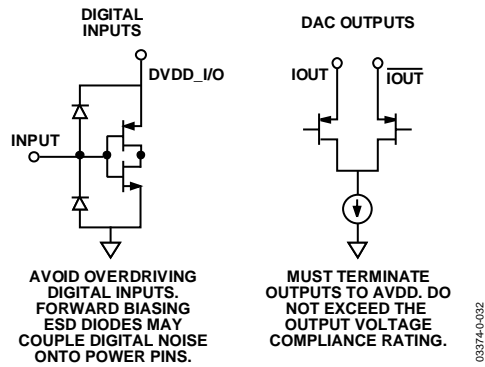 DIGITAL
INPUTS
DVDD_I/O
INPUT
AVOID OVERDRIVING
DIGITAL INPUTS.
FORWARD BIASING
ESD DIODES MAY
COUPLE DIGITAL NOISE
ONTO POWER PINS.
DAC OUTPUTS
IOUT
IOUT
MUST TERMINATE
OUTPUTS TO AVDD. DO
NOT EXCEED THE
OUTPUT VOLTAGE
COMPLIANCE RATING.
03374-0-032